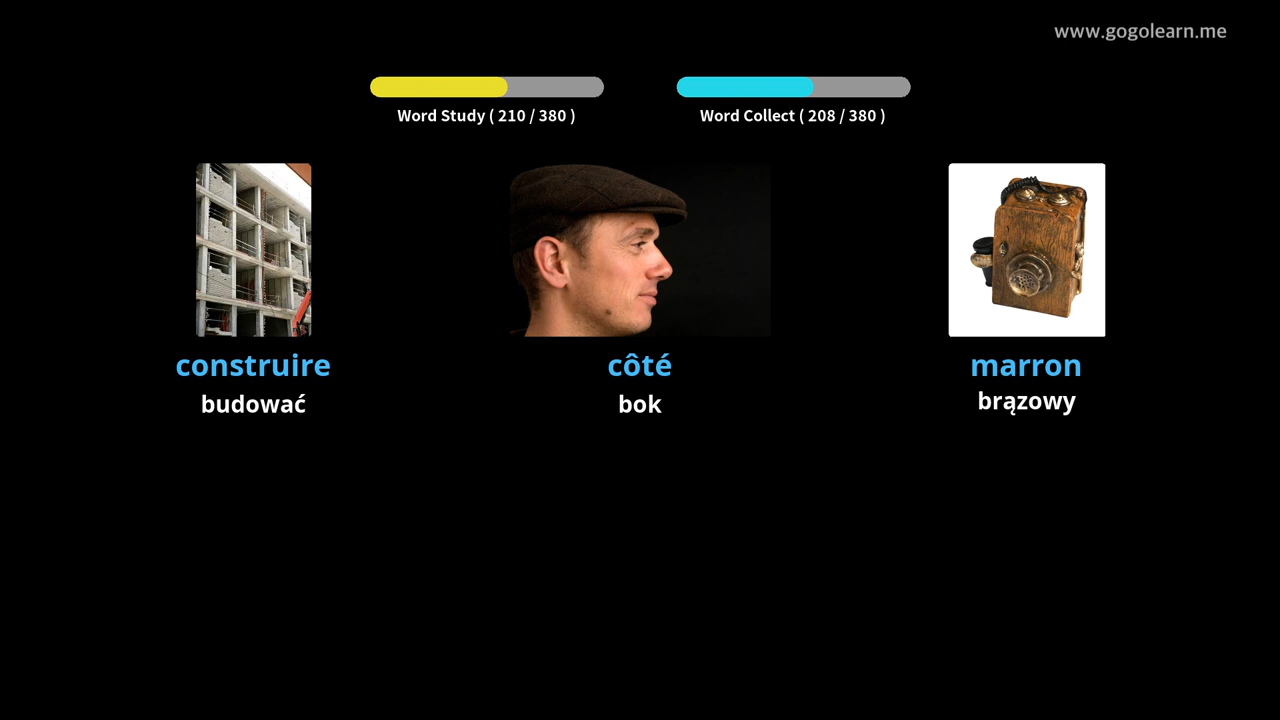 www.gogolearn.me
Word Study ( 210 / 380 )
Word Collect ( 208 / 380 )
construire
budować
côté
bok
marron
brązowy